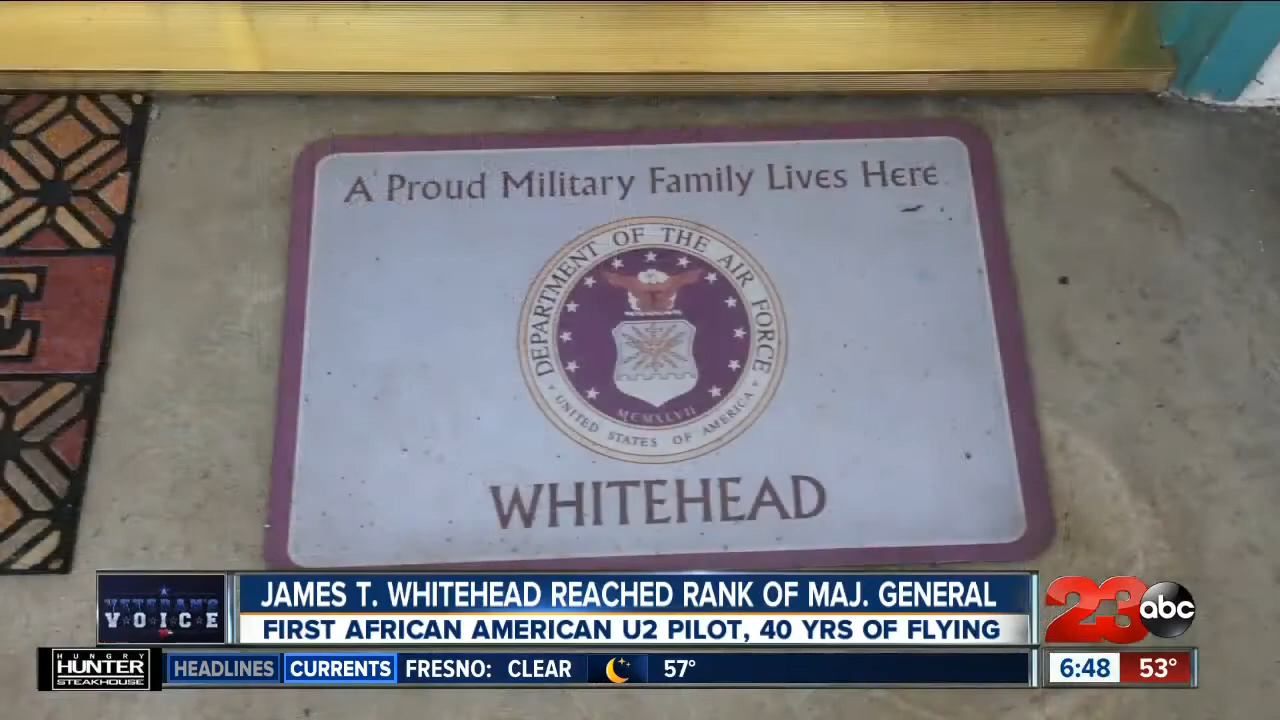 A Proud Military Family Lives Here
DEPARTMENT OF THE AIR FORCE
MCMXLVII
UNITED STATES OF AMERICA
WHITEHEAD
E
VETERAN'S
VOICE
JAMES T. WHITEHEAD REACHED RANK OF MAJ. GENERAL
FIRST AFRICAN AMERICAN U2 PILOT, 40 YRS OF FLYING
23 abc
HUNGRY
HUNTER
STEAKHOUSE
HEADLINES CURRENTS FRESNO: CLEAR 57°
6:48 53°